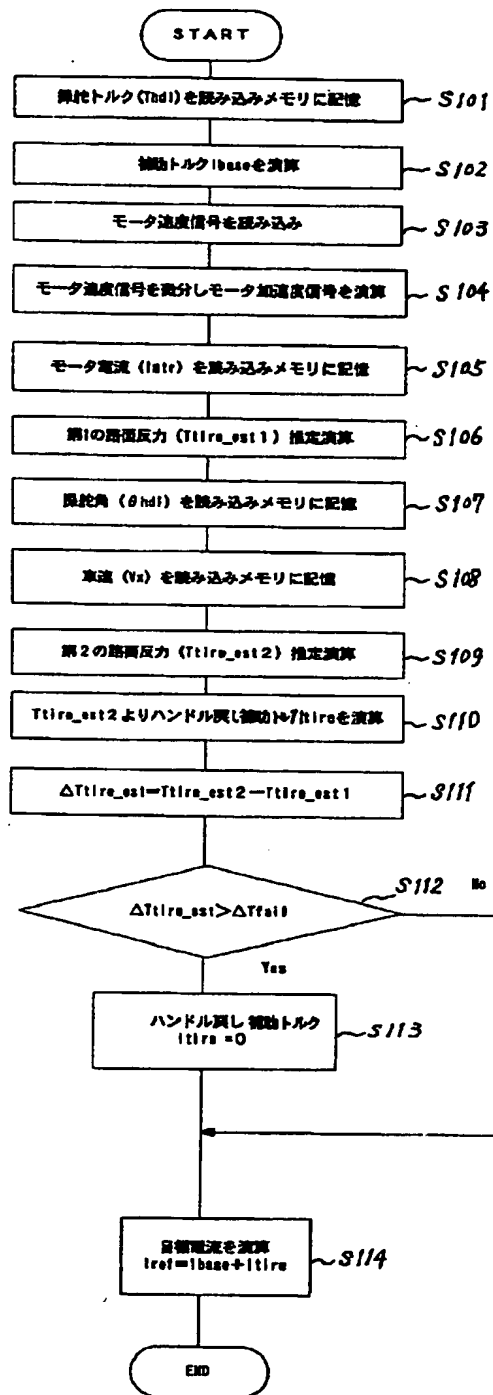 START
操舵トルク(Thdl)を読み込みメモリに記憶
S101
補助トルクIbaseを演算
S102
モータ速度信号を読み込み
S103
モータ速度信号を微分しモータ加速度信号を演算
S104
モータ電流(Imtr)を読み込みメモリに記憶
S105
第1の路面反力(Ttire_est1)推定演算
S106
操舵角(θhdl)を読み込みメモリに記憶
S107
車速(Vx)を読み込みメモリに記憶
S108
第2の路面反力(Ttire_est2)推定演算
S109
Ttire_est2よりハンドル戻し補助トルクItireを演算
S110
ΔTtire_est=Ttire_est2-Ttire_est1
S111
S112
No
ΔTtire_est>ΔTfail
Yes
ハンドル戻し補助トルク
Itire=0
S113
目標電流を演算
Iref=Ibase+Itire
S114
END